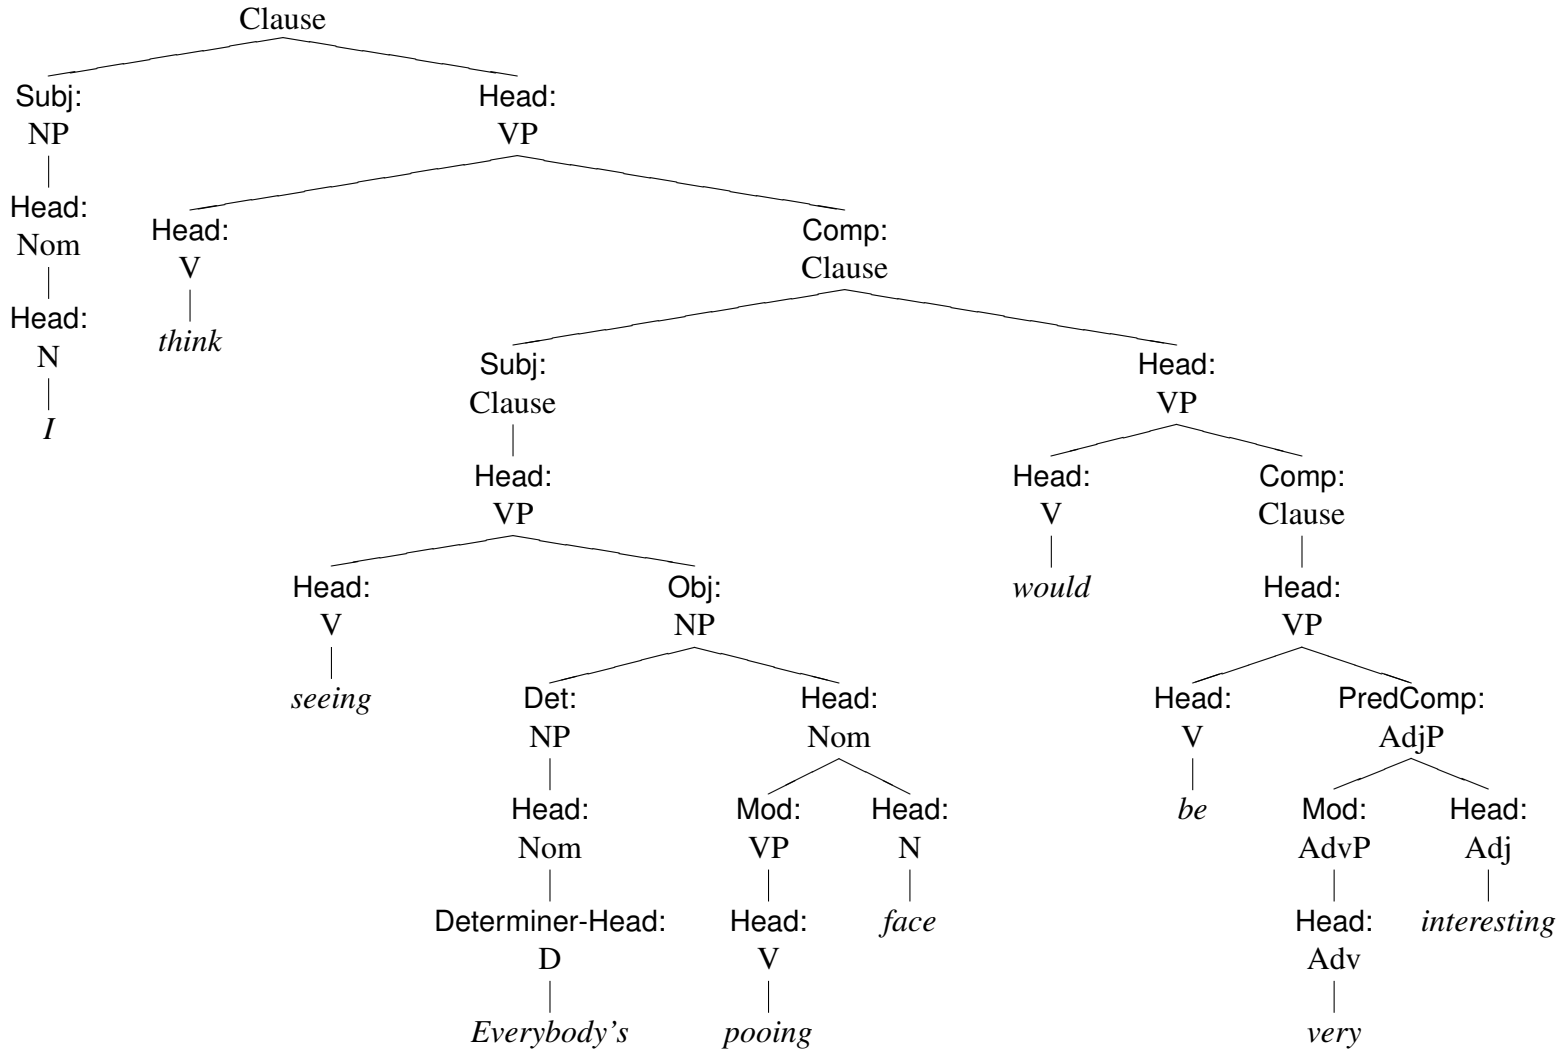 Clause
Subj: Head:
NP VP
Head: Head: Comp:
Nom V Clause
Head: think
N Subj: Head:
I Clause VP
Head: Head: Comp:
VP V Clause
Head: Obj: would Head:
V NP VP
seeing Det: Head: Head: PredComp:
NP Nom V AdjP
Head: Mod: Head: be Mod: Head:
Nom VP N AdvP Adj
Determiner-Head: Head: face Head: interesting
D V Adv
Everybody's pooing very